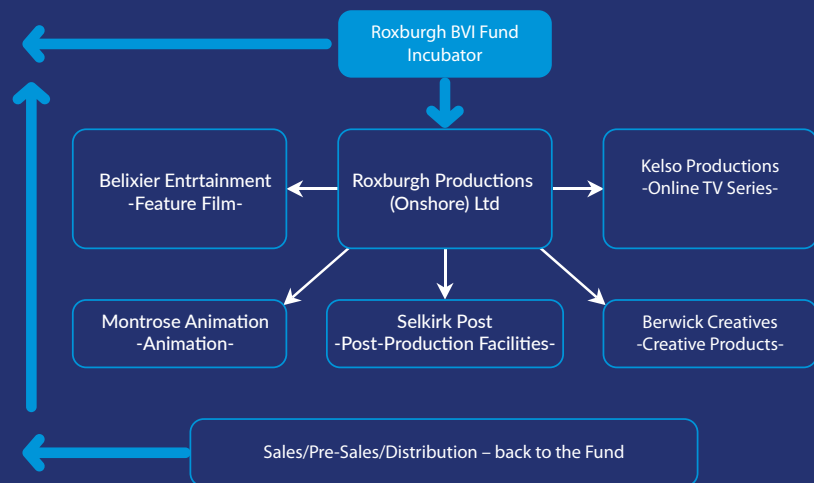 Roxburgh BVI Fund
Incubator
Belixier Entrtainment
-Feature Film-
Roxburgh Productions
(Onshore) Ltd
Kelso Productions
-Online TV Series-
Montrose Animation
-Animation-
Selkirk Post
-Post-Production Facilities-
Berwick Creatives
-Creative Products-
Sales/Pre-Sales/Distribution – back to the Fund